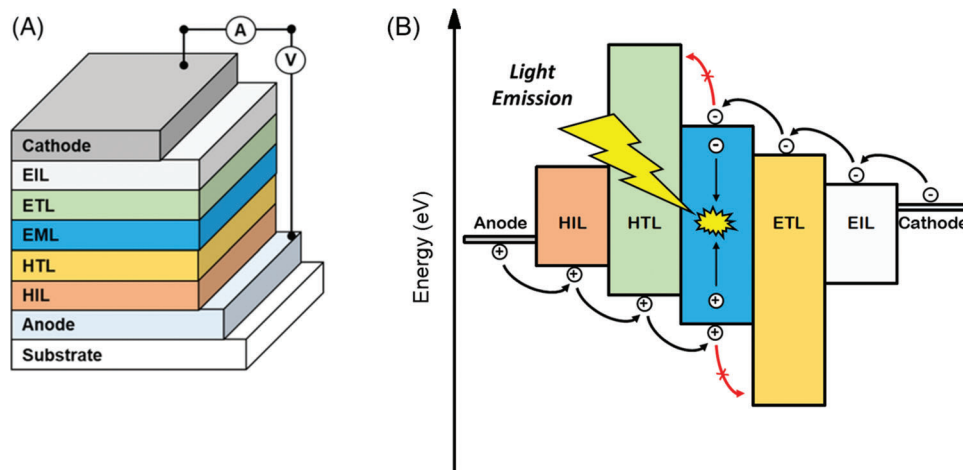 (A)
A
V
Cathode
EIL
ETL
EML
HTL
HIL
Anode
Substrate
(B)
Energy (eV)
Light
Emission
Anode
HIL
HTL
ETL
EIL
Cathode
-
-
-
-
-
+
+
+
+
+